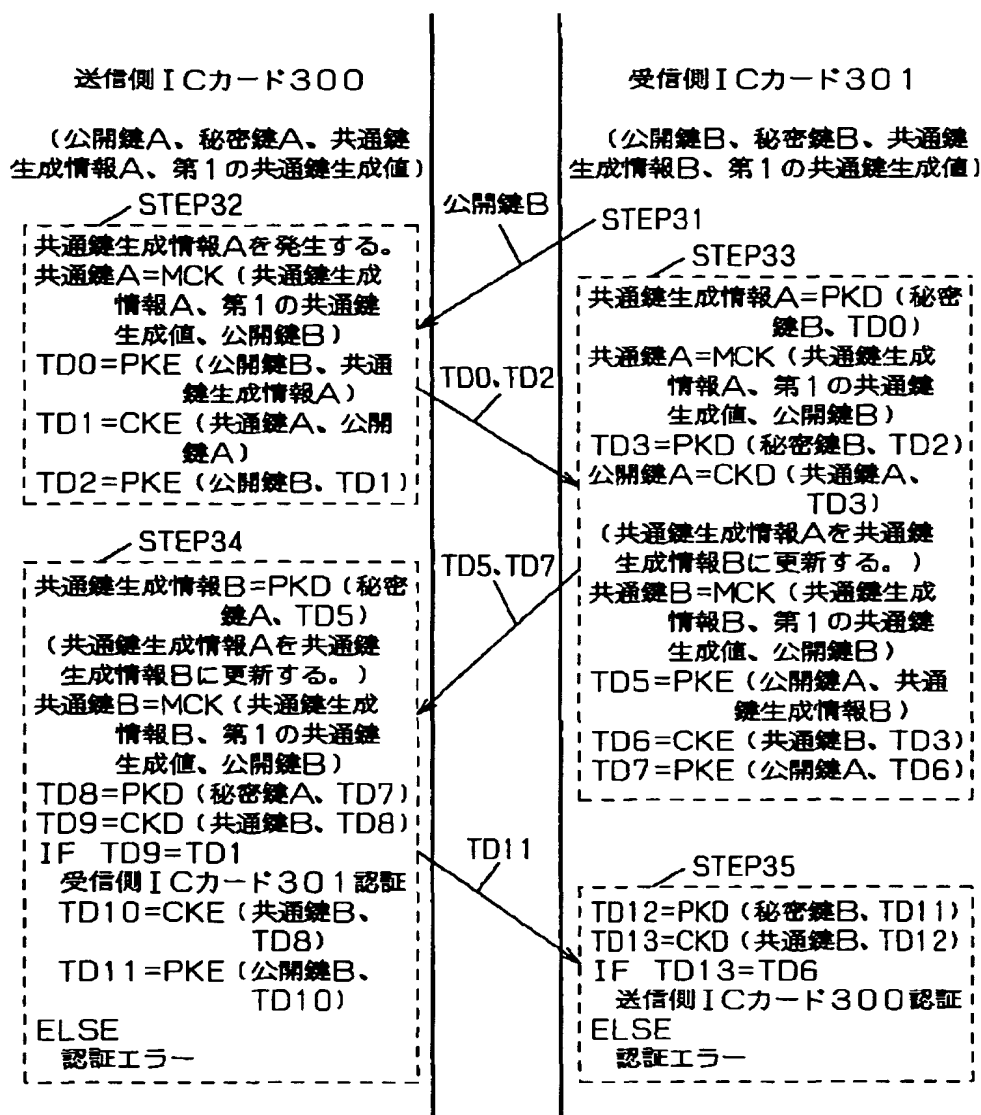 送信側ICカード300
(公開鍵A、秘密鍵A、共通鍵
生成情報A、第1の共通鍵生成値)
STEP32
共通鍵生成情報Aを発生する。
共通鍵A=MCK(共通鍵生成
情報A、第1の共通鍵
生成値、公開鍵B)
TD0=PKE(公開鍵B、共通
鍵生成情報A)
TD1=CKE(共通鍵A、公開
鍵A)
TD2=PKE(公開鍵B、TD1)
STEP34
共通鍵生成情報B=PKD(秘密
鍵A、TD5)
(共通鍵生成情報Aを共通鍵
生成情報Bに更新する。)
共通鍵B=MCK(共通鍵生成
情報B、第1の共通鍵
生成値、公開鍵B)
TD8=PKD(秘密鍵A、TD7)
TD9=CKD(共通鍵B、TD8)
IF TD9=TD1
受信側ICカード301認証
TD10=CKE(共通鍵B、
TD8)
TD11=PKE(公開鍵B、
TD10)
ELSE
認証エラー
公開鍵B
TD0、TD2
TD5、TD7
TD11
受信側ICカード301
(公開鍵B、秘密鍵B、共通鍵
生成情報B、第1の共通鍵生成値)
STEP31
STEP33
共通鍵生成情報A=PKD(秘密
鍵B、TD0)
共通鍵A=MCK(共通鍵生成
情報A、第1の共通鍵
生成値、公開鍵B)
TD3=PKD(秘密鍵B、TD2)
公開鍵A=CKD(共通鍵A、
TD3)
(共通鍵生成情報Aを共通鍵
生成情報Bに更新する。)
共通鍵B=MCK(共通鍵生成
情報B、第1の共通鍵
生成値、公開鍵B)
TD5=PKE(公開鍵A、共通
鍵生成情報B)
TD6=CKE(共通鍵B、TD3)
TD7=PKE(公開鍵A、TD6)
STEP35
TD12=PKD(秘密鍵B、TD11)
TD13=CKD(共通鍵B、TD12)
IF TD13=TD6
送信側ICカード300認証
ELSE
認証エラー